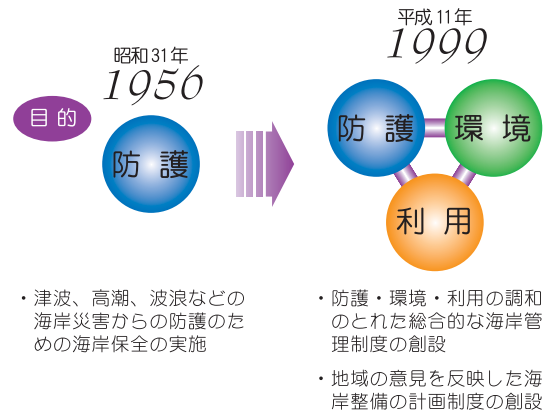 昭和31年
1956
目的
防護
・津波、高潮、波浪などの
海岸災害からの防護のた
めの海岸保全の実施
平成11年
1999
防護
環境
利用
・防護・環境・利用の調和
のとれた総合的な海岸管
理制度の創設
・地域の意見を反映した海
岸整備の計画制度の創設